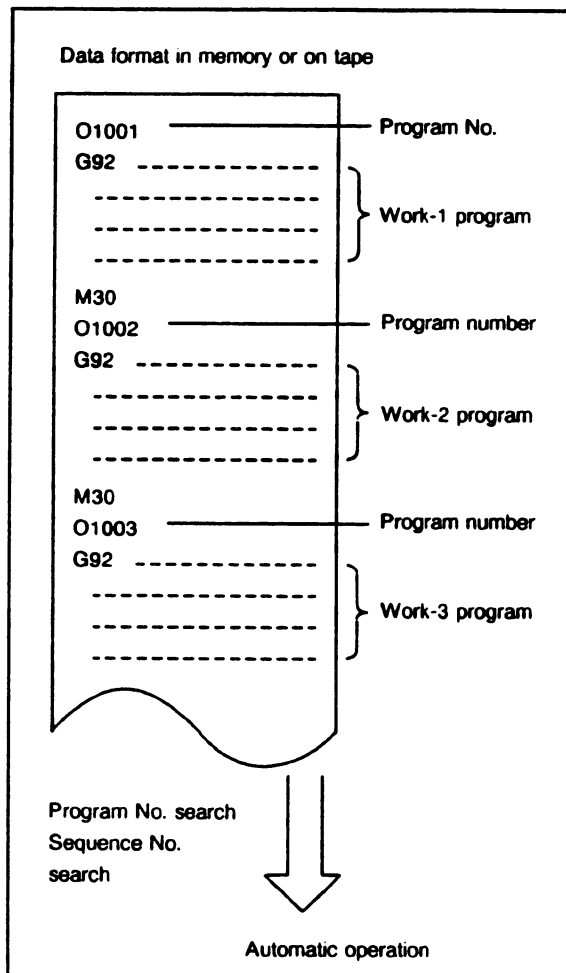 Data format in memory or on tape
O1001 Program No.
G92
Work-1 program
M30
O1002 Program number
G92
Work-2 program
M30
O1003 Program number
G92
Work-3 program
Program No. search
Sequence No.
search
Automatic operation